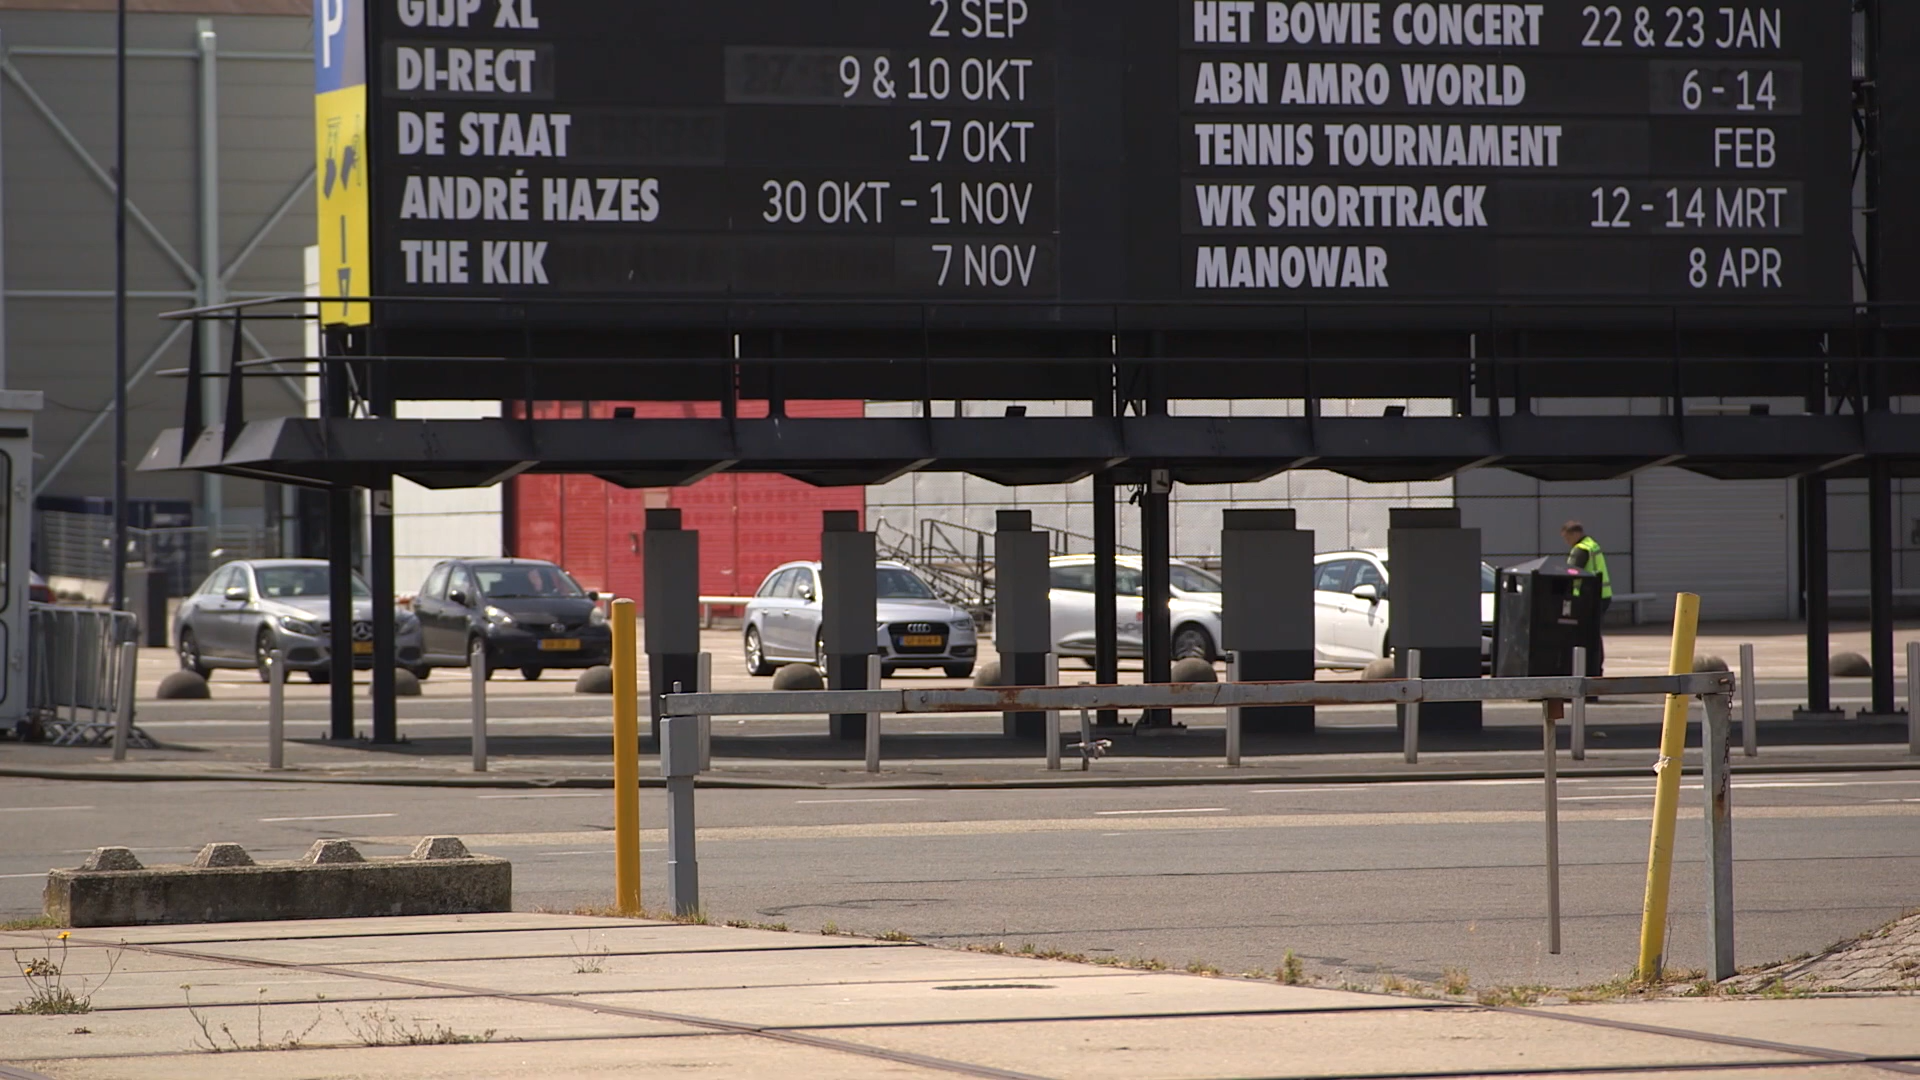 P
GIJP XL 2 SEP
DI-RECT 9 & 10 OKT
DE STAAT 17 OKT
ANDRÉ HAZES 30 OKT - 1 NOV
THE KIK 7 NOV
HET BOWIE CONCERT 22 & 23 JAN
ABN AMRO WORLD 6 - 14
TENNIS TOURNAMENT FEB
WK SHORTTRACK 12 - 14 MRT
MANOWAR 8 APR